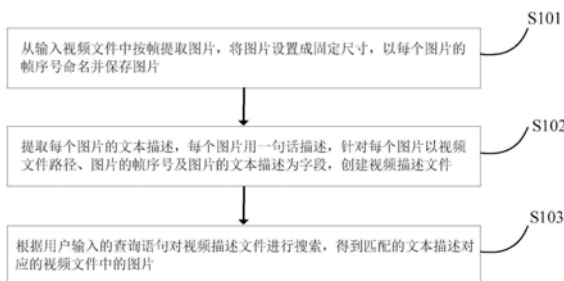 S101
从输入视频文件中按帧提取图片，将图片设置成固定尺寸，以每个图片的
帧序号命名并保存图片
S102
提取每个图片的文本描述，每个图片用一句话描述，针对每个图片以视频
文件路径、图片的帧序号及图片的文本描述为字段，创建视频描述文件
S103
根据用户输入的查询语句对视频描述文件进行搜索，得到匹配的文本描述对
应的视频文件中的图片